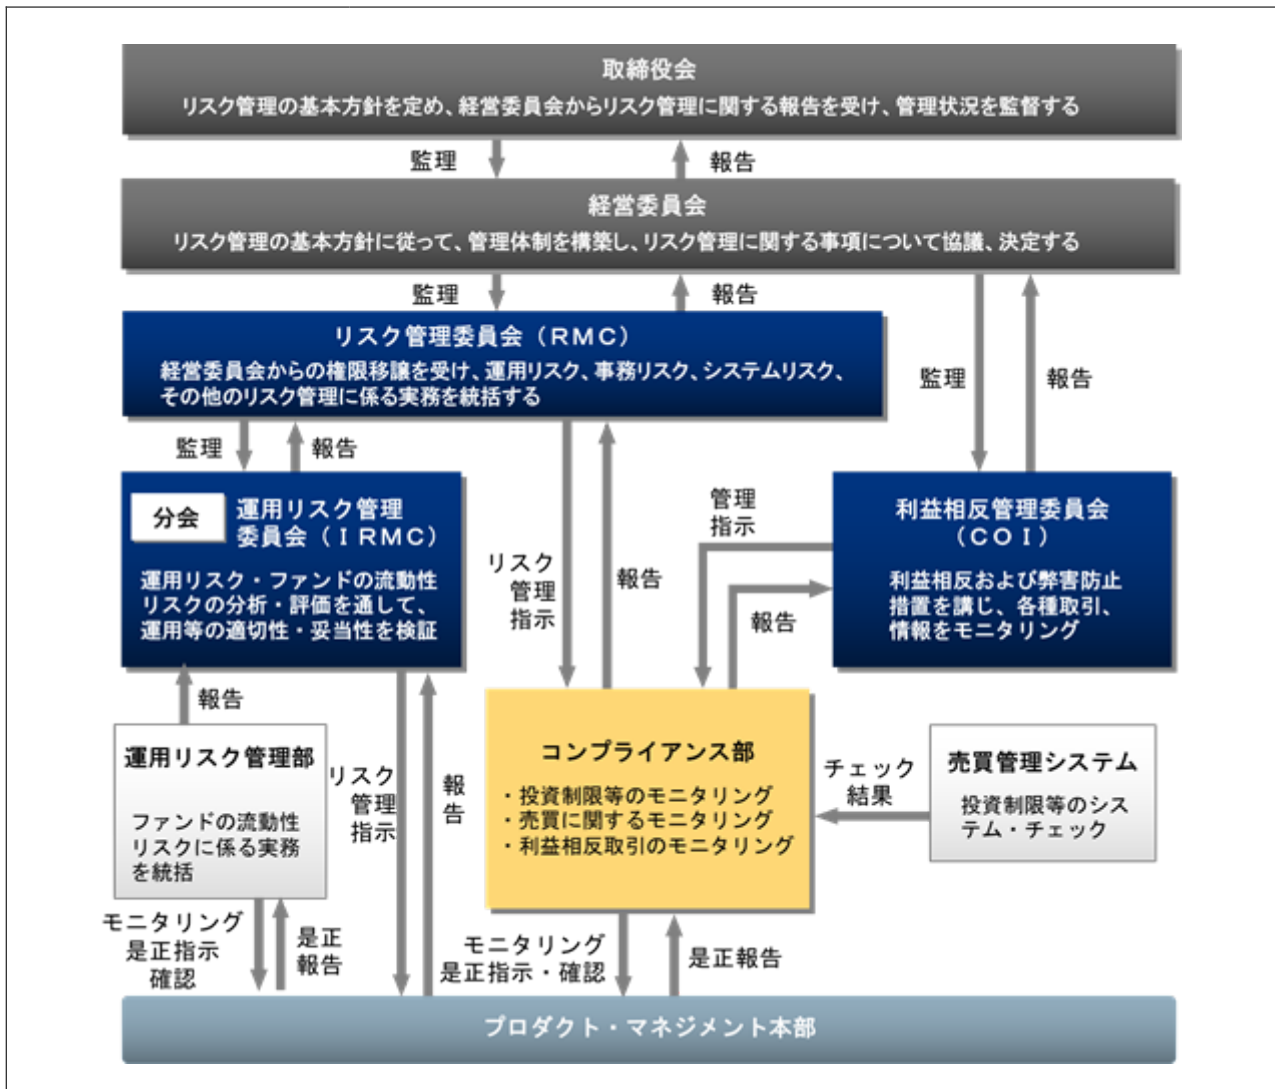 取締役会
リスク管理の基本方針を定め、経営委員会からリスク管理に関する報告を受け、管理状況を監督する
監理
報告
経営委員会
リスク管理の基本方針に従って、管理体制を構築し、リスク管理に関する事項について協議、決定する
監理
報告
リスク管理委員会（ＲＭＣ）
経営委員会からの権限移譲を受け、運用リスク、事務リスク、システムリスク、
その他のリスク管理に係る実務を統括する
監理
報告
監理
報告
分会
運用リスク管理
委員会（ＩＲＭＣ）
運用リスク・ファンドの流動性
リスクの分析・評価を通して、
運用等の適切性・妥当性を検証
リスク
管理
指示
報告
管理
指示
報告
利益相反管理委員会
（ＣＯＩ）
利益相反および弊害防止
措置を講じ、各種取引、
情報をモニタリング
報告
運用リスク管理部
ファンドの流動性
リスクに係る実務
を統括
リスク
管理
指示
報
告
コンプライアンス部
・投資制限等のモニタリング
・売買に関するモニタリング
・利益相反取引のモニタリング
チェック
結果
売買管理システム
投資制限等のシス
テム・チェック
モニタリング
是正指示
確認
是正
報告
モニタリング
是正指示・確認
是正報告
プロダクト・マネジメント本部